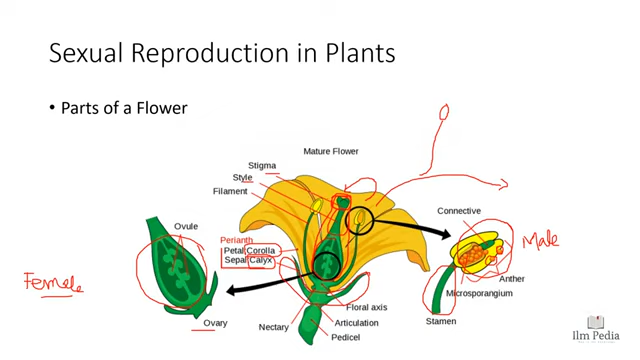 Sexual Reproduction in Plants
• Parts of a Flower
Mature Flower
Stigma
Style
Filament
Perianth
Petal Corolla
Sepal Calyx
Ovule
Female
Ovary
Nectary
Floral axis
Articulation
Pedicel
Connective
Male
Anther
Microsporangium
Stamen
Ilm Pedia